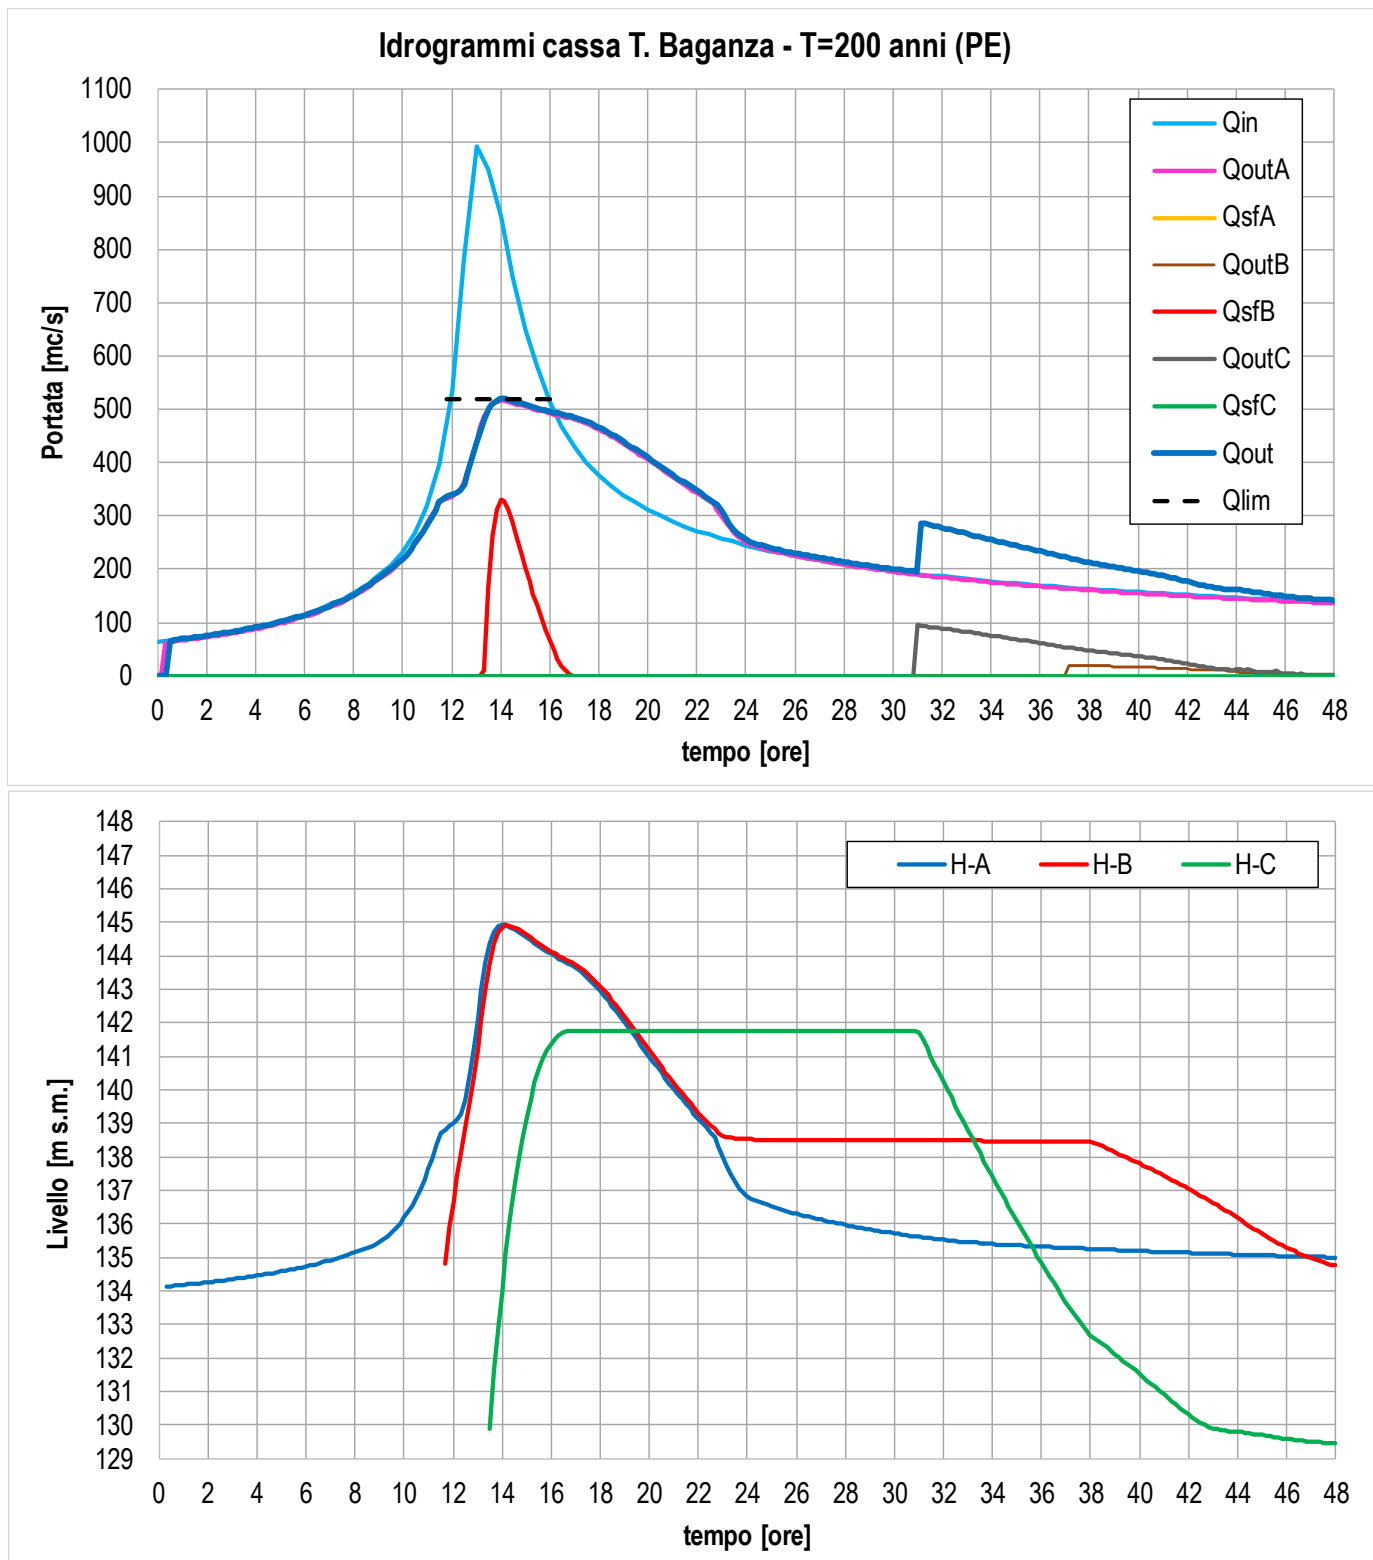 Idrogrammi cassa T. Baganza - T=200 anni (PE)
Portata [mc/s]
1100
1000
900
800
700
600
500
400
300
200
100
0
0 2 4 6 8 10 12 14 16 18 20 22 24 26 28 30 32 34 36 38 40 42 44 46 48
tempo [ore]
Qin
QoutA
QsfA
QoutB
QsfB
QoutC
QsfC
Qout
Qlim
Livello [m s.m.]
148
147
146
145
144
143
142
141
140
139
138
137
136
135
134
133
132
131
130
129
0 2 4 6 8 10 12 14 16 18 20 22 24 26 28 30 32 34 36 38 40 42 44 46 48
tempo [ore]
H-A H-B H-C